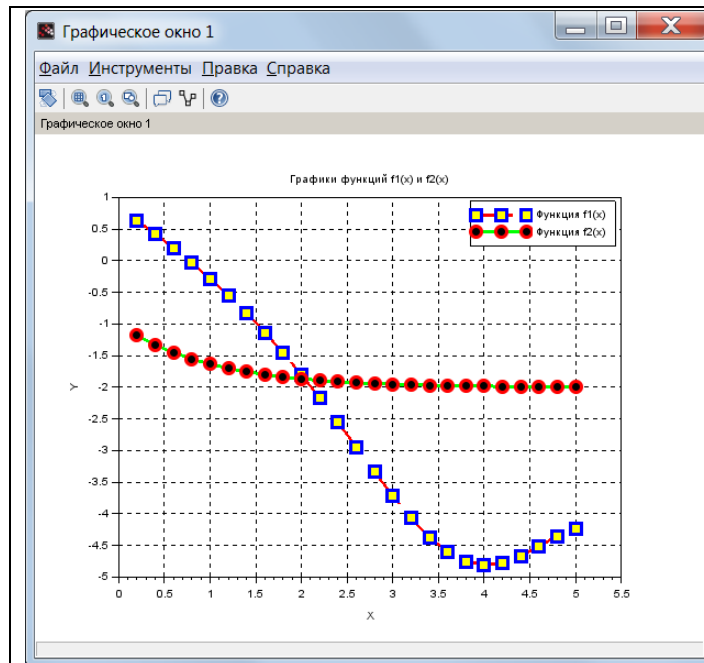 Графическое окно 1
Файл Инструменты Правка Справка
Графическое окно 1
Графики функций f1(x) и f2(x)
Функция f1(x)
Функция f2(x)
1
0.5
0
-0.5
-1
-1.5
-2
-2.5
-3
-3.5
-4
-4.5
-5
Y
0 0.5 1 1.5 2 2.5 3 3.5 4 4.5 5 5.5
X